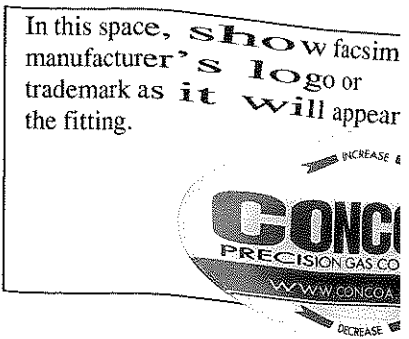 In this space, show facsim
manufacturer's logo or
trademark as it will appear
the fitting.
INCREASE
CONCO
PRECISION GAS CO
WWW.CONCOA
DECREASE